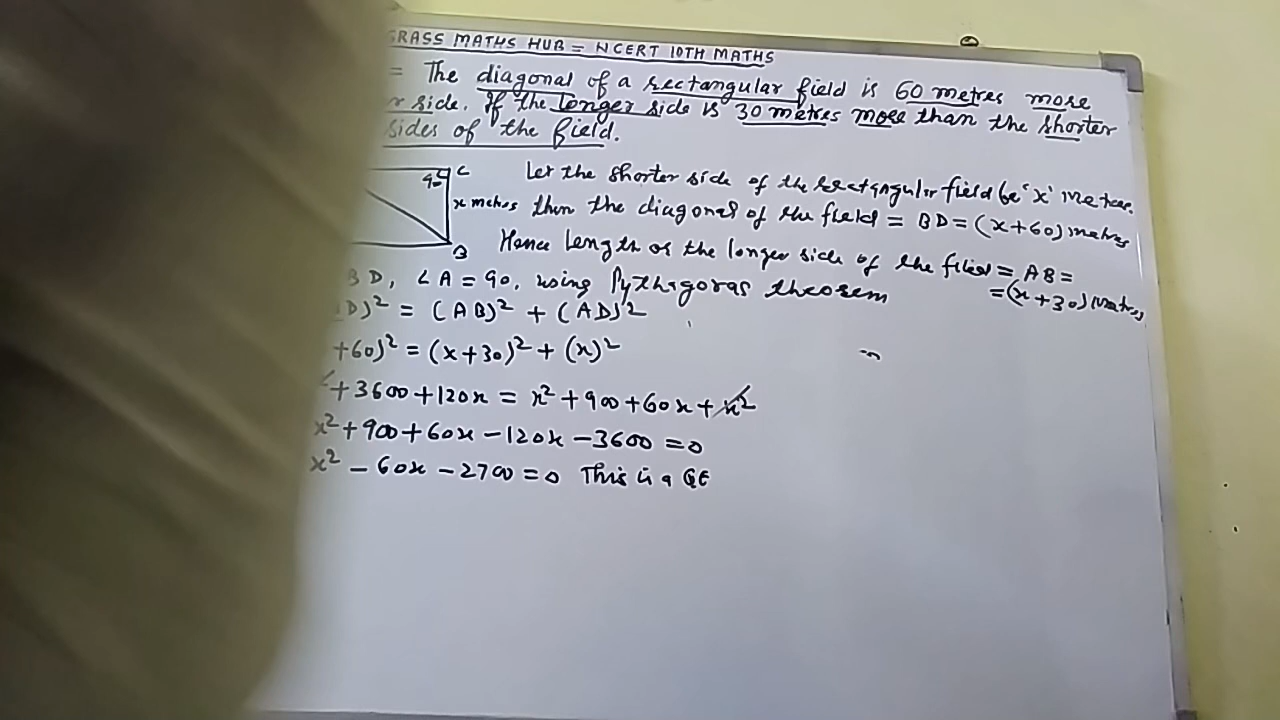 GRASS MATHS HUB = NCERT 10TH MATHS
= The diagonal of a rectangular field is 60 metres more
r side. If the longer side is 30 metres more than the shorter
sides of the field.
C
90
x metres
B
Let the shorter side of the rectangular field be 'x' metres.
then the diagonal of the field = BD = (x+60) metres
Hence Length of the longer side of the filed = AB =
= (x+30) metres
BD, ∠A = 90, using Pythagoras theorem
D)² = (AB)² + (AD)²
+60)² = (x+30)² + (x)²
+3600+120x = x²+900+60x+x²
x²+900+60x-120x-3600=0
x² - 60x - 2700 = 0 This is a QE